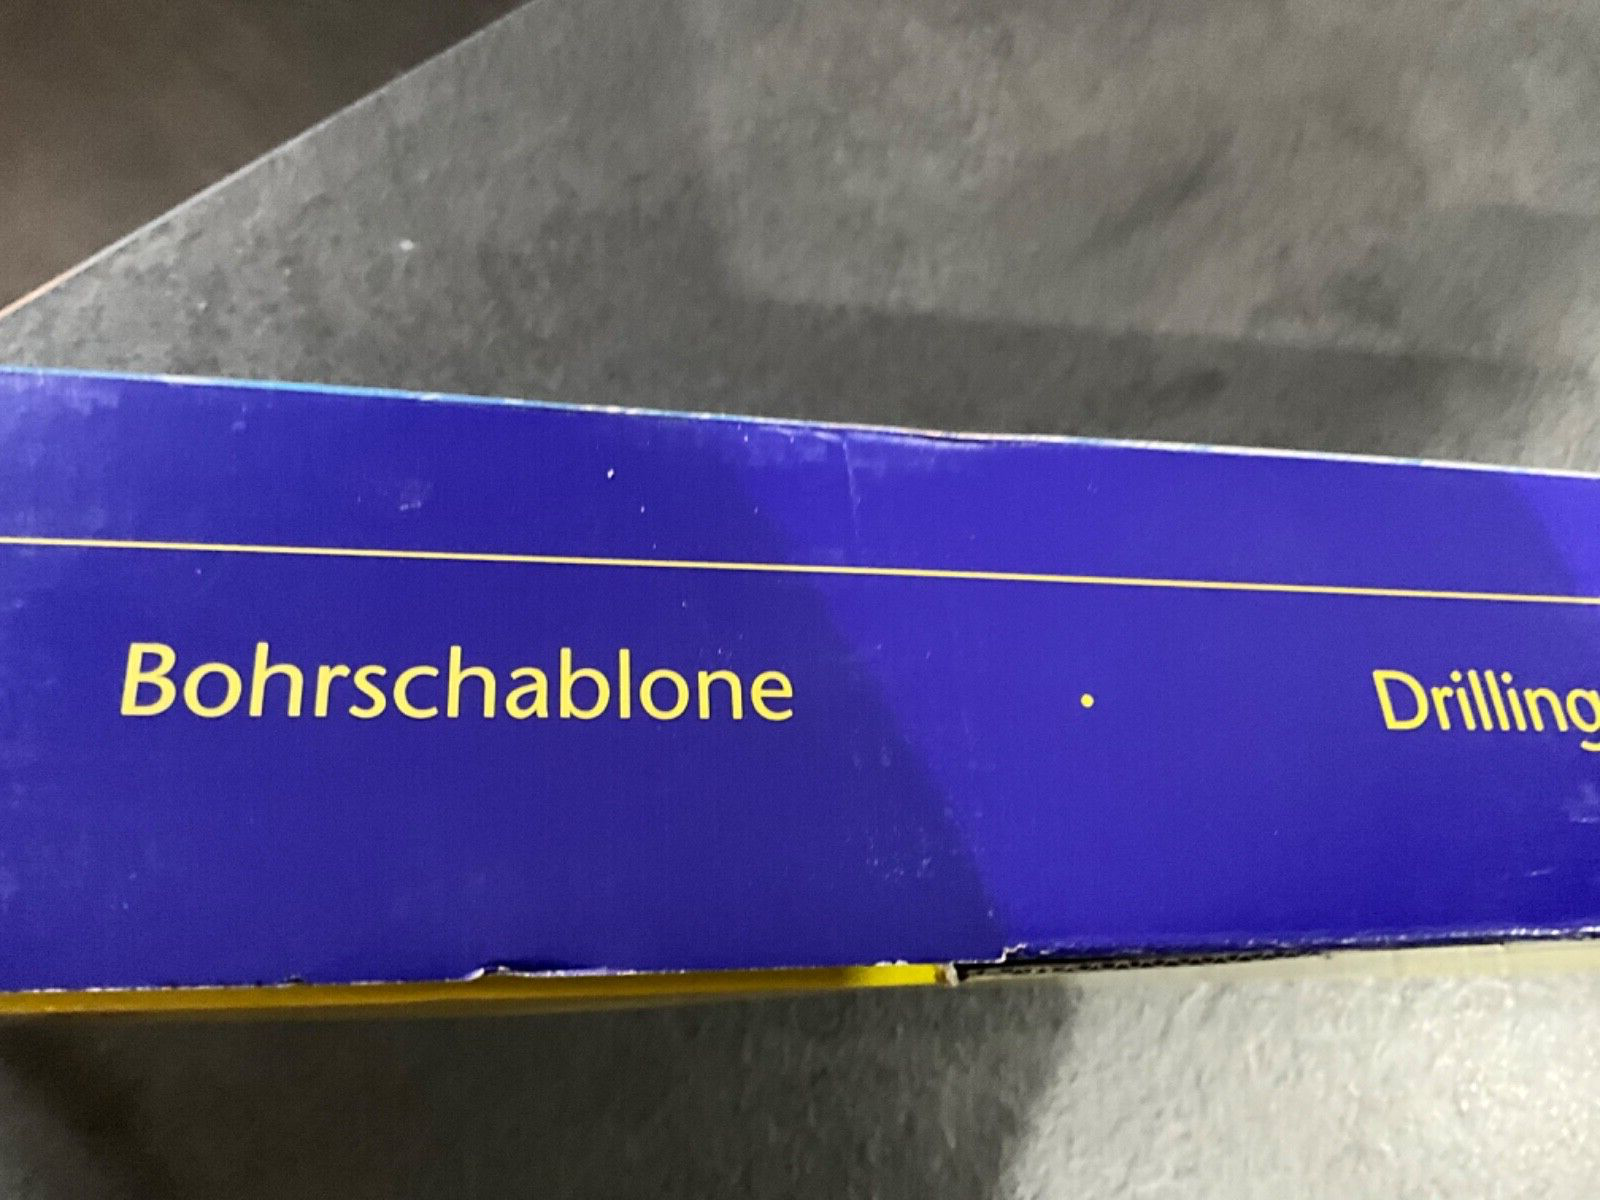 Bohrschablone · Drilling